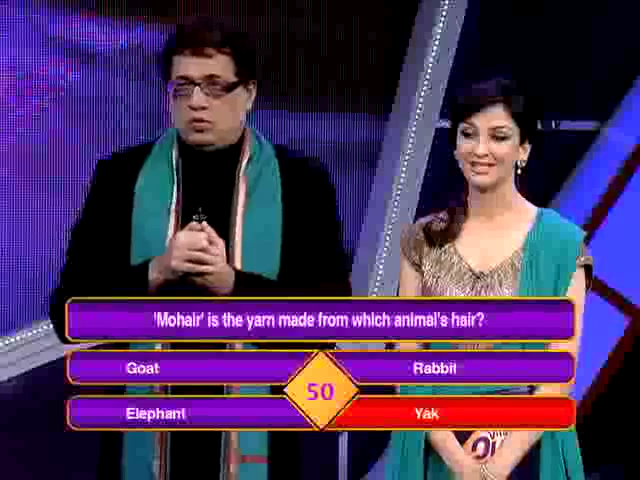 'Mohair' is the yarn made from which animal's hair?
Goat
Rabbit
50
Elephant
Yak